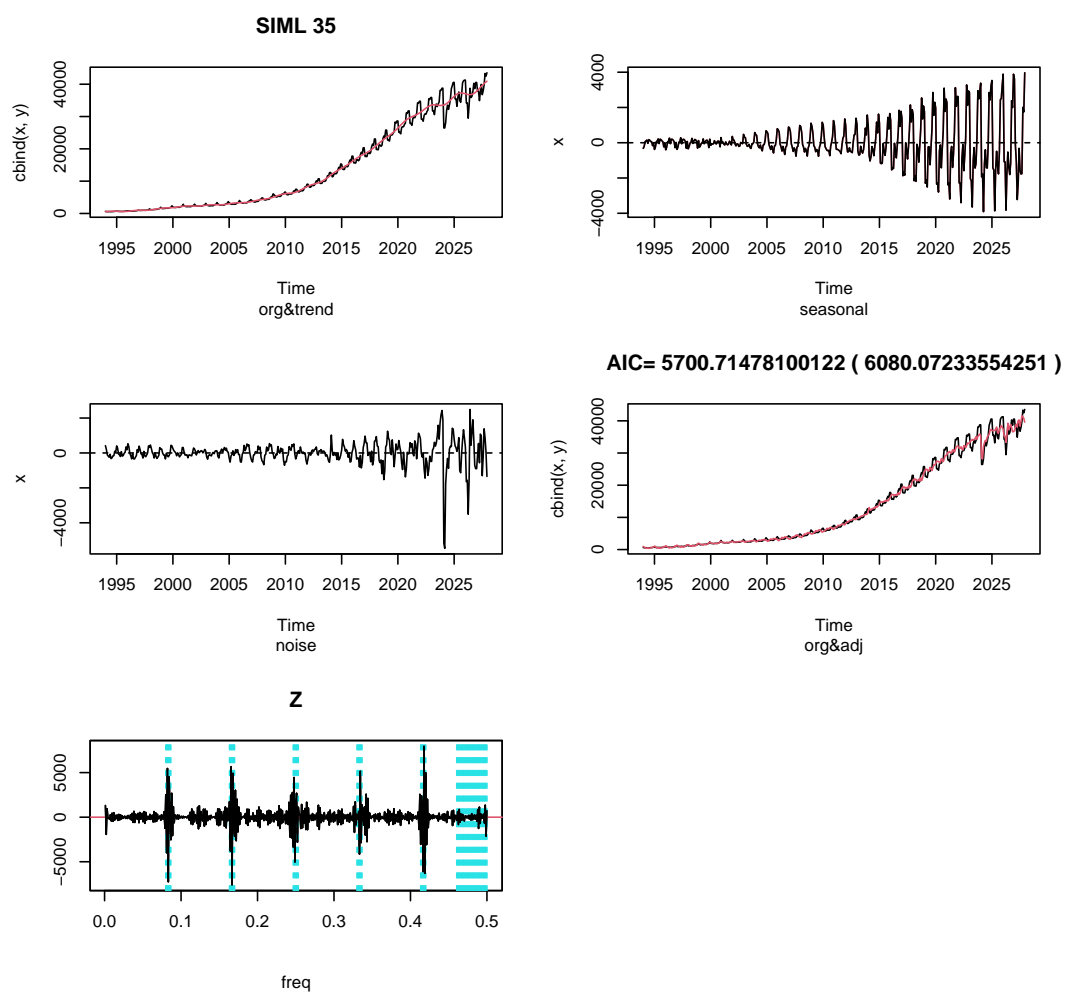 SIML 35
cbind(x, y)
0 20000 40000
1995 2000 2005 2010 2015 2020 2025
Time
org&trend
x
−4000 0 4000
1995 2000 2005 2010 2015 2020 2025
Time
seasonal
x
−4000 0
1995 2000 2005 2010 2015 2020 2025
Time
noise
AIC= 5700.71478100122 ( 6080.07233554251 )
cbind(x, y)
0 20000 40000
1995 2000 2005 2010 2015 2020 2025
Time
org&adj
Z
−5000 0 5000
0.0 0.1 0.2 0.3 0.4 0.5
freq